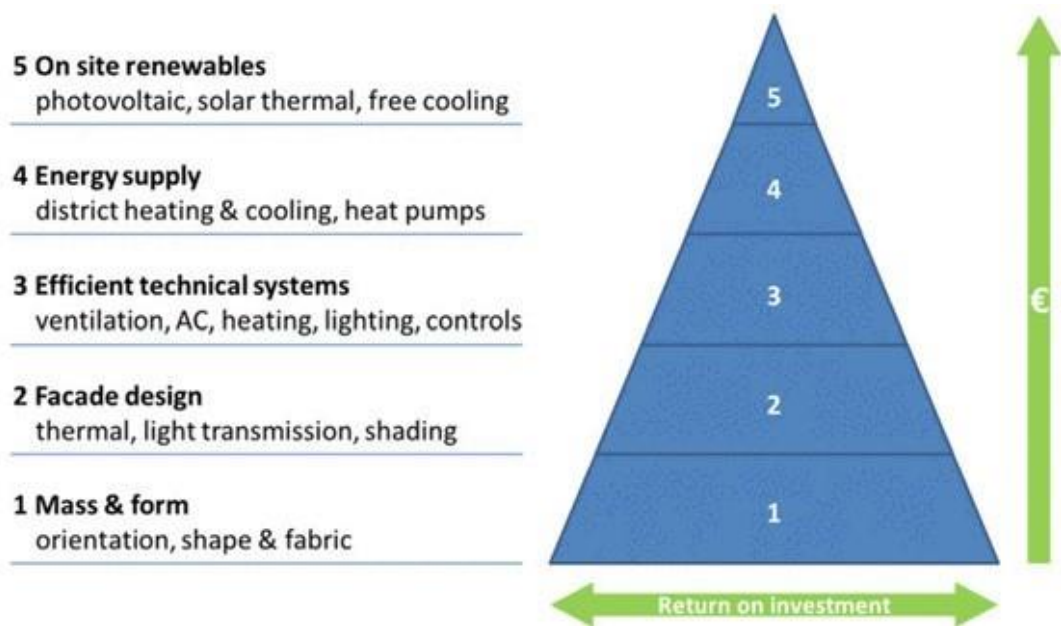 5 On site renewables
photovoltaic, solar thermal, free cooling
4 Energy supply
district heating & cooling, heat pumps
3 Efficient technical systems
ventilation, AC, heating, lighting, controls
2 Facade design
thermal, light transmission, shading
1 Mass & form
orientation, shape & fabric
5
4
3
2
1
€
Return on investment